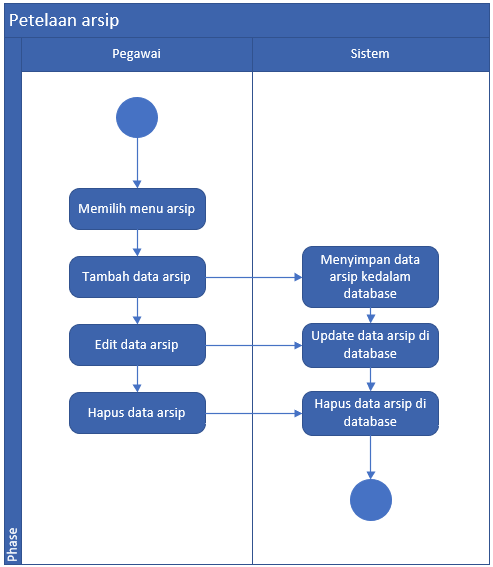 Petelaan arsip
Pegawai
Sistem
Memilih menu arsip
Tambah data arsip
Menyimpan data
arsip kedalam
database
Edit data arsip
Update data arsip di
database
Hapus data arsip
Hapus data arsip di
database
Phase